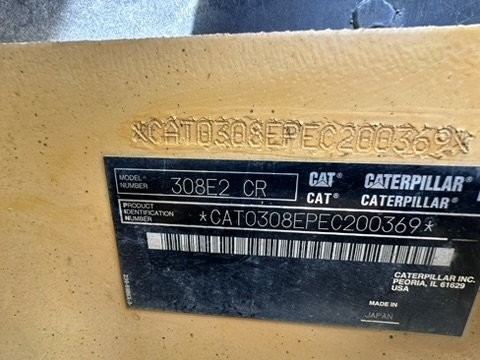 *CAT0308EPEC200369*
MODEL NUMBER 308E2 CR CAT CATERPILLAR
CAT CATERPILLAR
PRODUCT IDENTIFICATION NUMBER *CAT0308EPEC200369*
CATERPILLAR INC.
PEORIA, IL 61629
USA
MADE IN
JAPAN